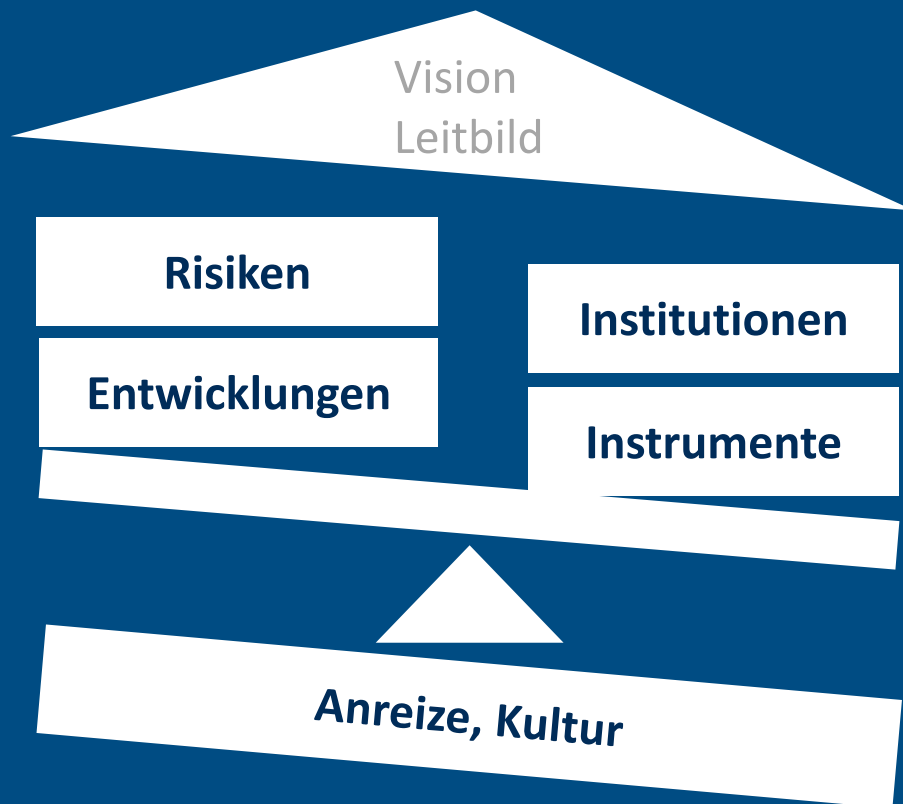 Vision
Leitbild
Risiken
Entwicklungen
Institutionen
Instrumente
Anreize, Kultur